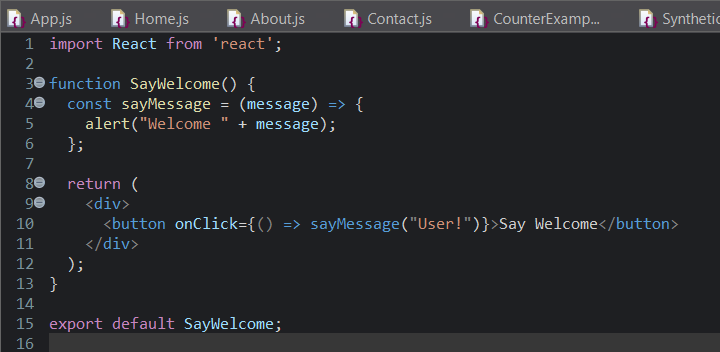 App.js Home.js About.js Contact.js CounterExamp... Synthetic
1 import React from 'react';
2
3 function SayWelcome() {
4 const sayMessage = (message) => {
5 alert("Welcome " + message);
6 };
7
8 return (
9 <div>
10 <button onClick={() => sayMessage("User!")}>Say Welcome</button>
11 </div>
12 );
13 }
14
15 export default SayWelcome;
16